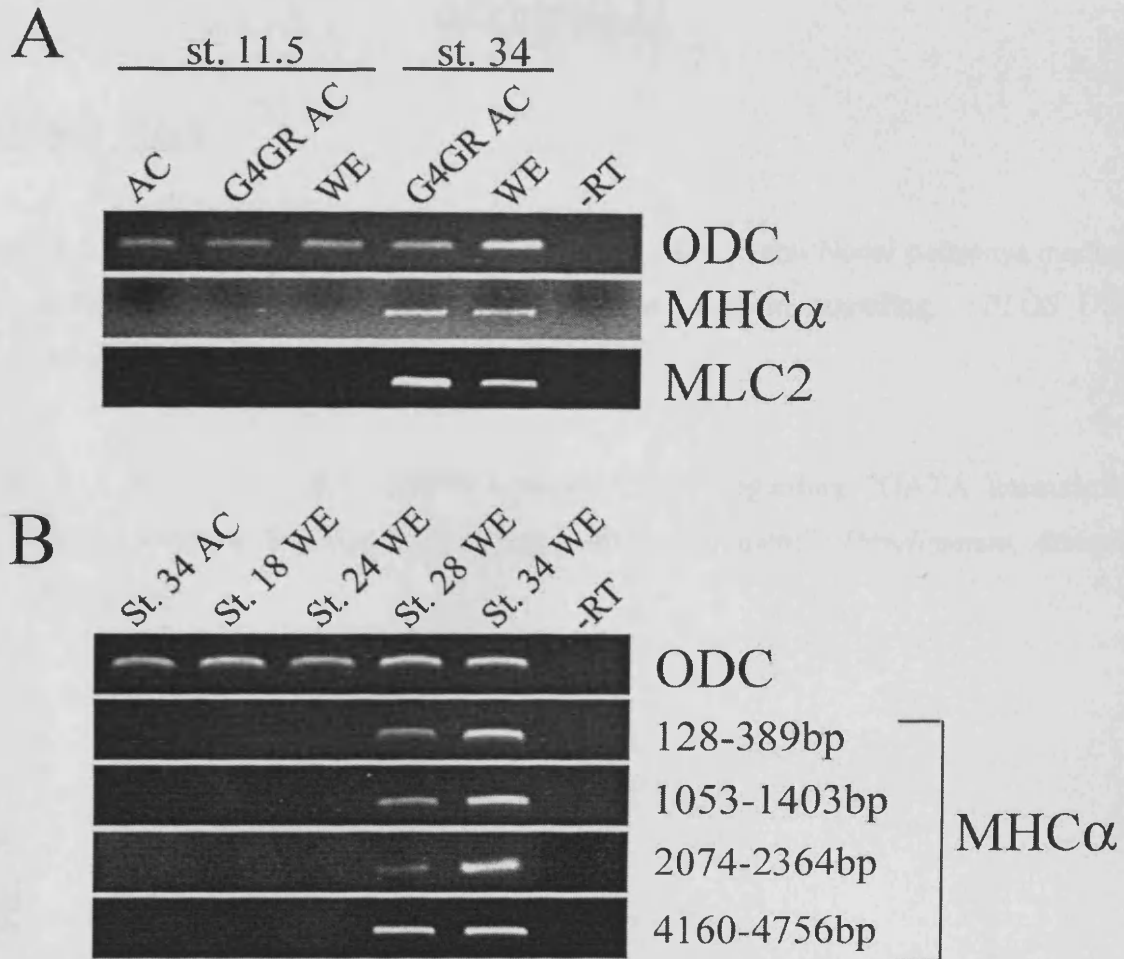 A
st. 11.5 st. 34
AC G4GR AC WE G4GR AC WE -RT
ODC
MHCα
MLC2
B
St. 34 AC St. 18 WE St. 24 WE St. 28 WE St. 34 WE -RT
ODC
128-389bp
1053-1403bp
2074-2364bp
4160-4756bp
MHCα